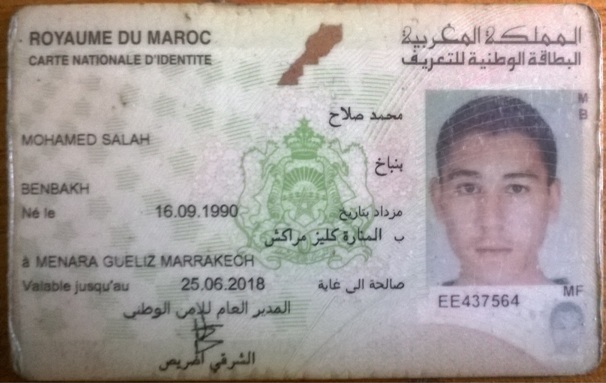 ROYAUME DU MAROC
المملكة المغربية
CARTE NATIONALE D'IDENTITE
البطاقة الوطنية للتعريف
محمد صلاح
MOHAMED SALAH
بنباخ
BENBAKH
Né le 16.09.1990 مزداد بتاريخ
ب المنارة كليز مراكش
à MENARA GUELIZ MARRAKECH
Valable jusqu'au 25.06.2018 صالحة الى غاية
المدير العام للامن الوطني
EE437564
MF
الشرقي اضريص
M
B